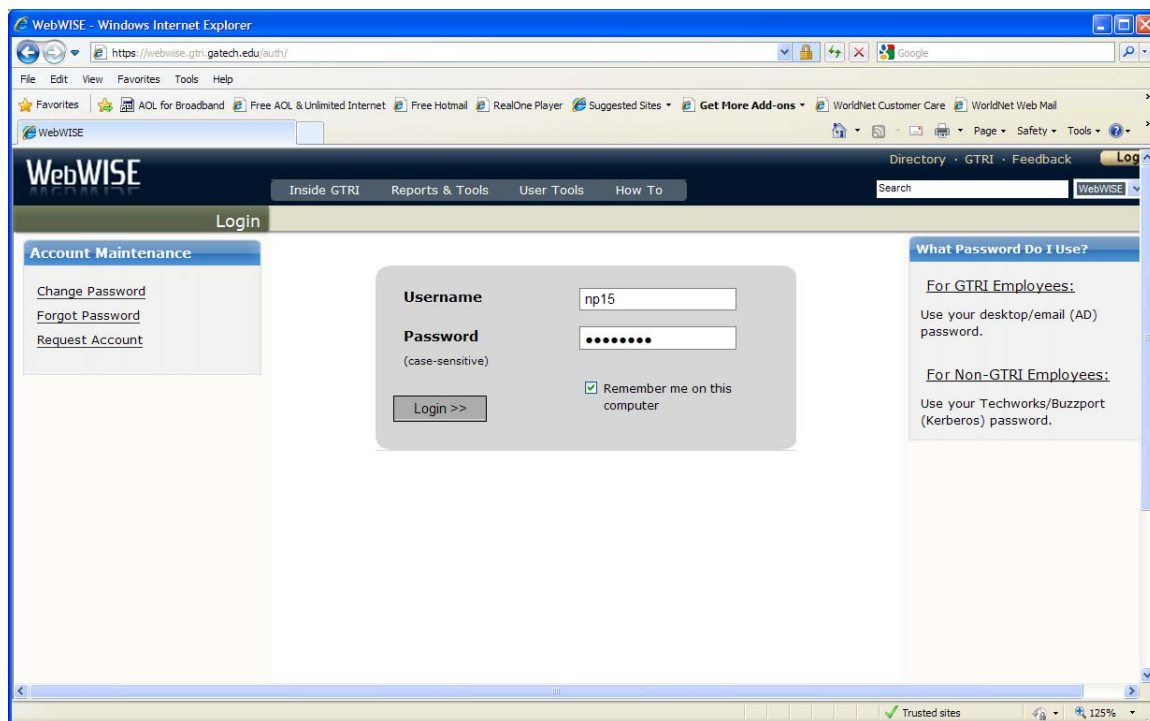 WebWISE - Windows Internet Explorer
https://webwise.gtri.gatech.edu/auth/
Google
File Edit View Favorites Tools Help
Favorites AOL for Broadband Free AOL & Unlimited Internet Free Hotmail RealOne Player Suggested Sites Get More Add-ons WorldNet Customer Care WorldNet Web Mail
WebWISE
Page Safety Tools
Directory · GTRI · Feedback Log
WebWISE
Inside GTRI Reports & Tools User Tools How To
Search WebWISE
Login
Account Maintenance
Change Password
Forgot Password
Request Account
Username np15
Password ••••••••
(case-sensitive)
Remember me on this
computer
Login >>
What Password Do I Use?
For GTRI Employees:
Use your desktop/email (AD)
password.
For Non-GTRI Employees:
Use your Techworks/Buzzport
(Kerberos) password.
Trusted sites 125%